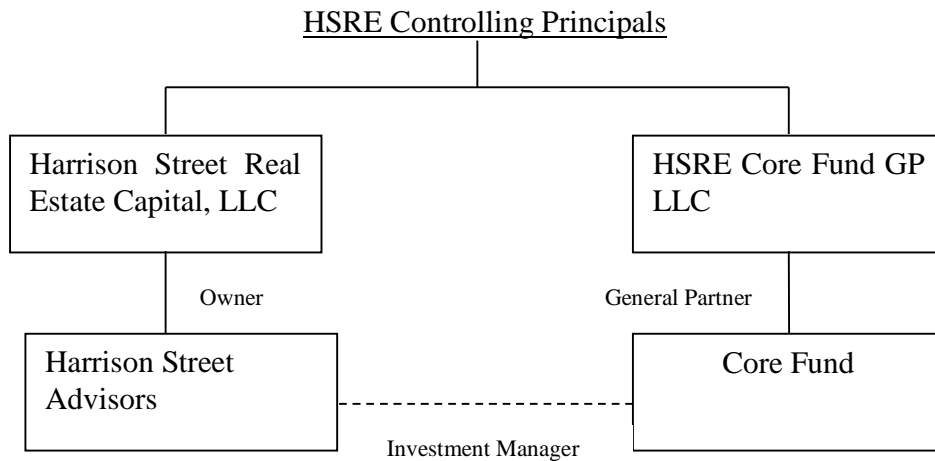 HSRE Controlling Principals
Harrison Street Real
Estate Capital, LLC
HSRE Core Fund GP
LLC
Owner
General Partner
Harrison Street
Advisors
Core Fund
Investment Manager